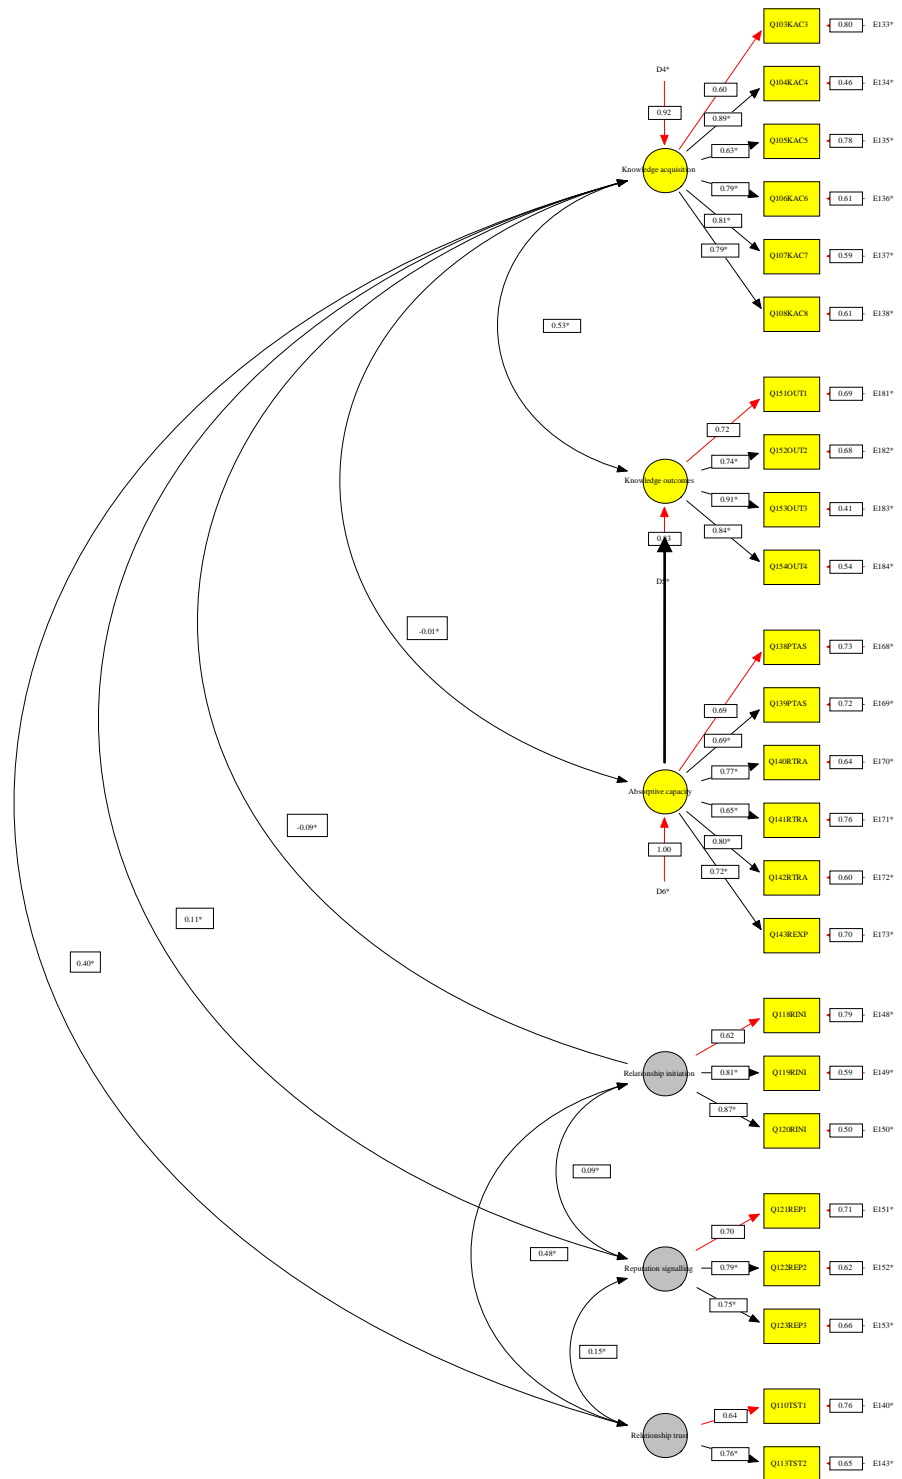 Q103KAC3
0.80
E133*
D4*
0.60
Q104KAC4
0.46
E134*
0.92
0.89*
Q105KAC5
0.78
E135*
0.63*
Knowledge acquisition
0.79*
Q106KAC6
0.61
E136*
0.81*
0.79*
Q107KAC7
0.59
E137*
Q108KAC8
0.61
E138*
0.53*
Q151OUT1
0.69
E181*
0.72
Q152OUT2
0.68
E182*
0.74*
Knowledge outcomes
0.91*
Q153OUT3
0.41
E183*
0.84*
Q154OUT4
0.54
E184*
-0.01*
Q138PTAS
0.73
E168*
0.69
Q139PTAS
0.72
E169*
0.69*
Q140RTRA
0.64
E170*
0.77*
Absorptive capacity
0.65*
Q141RTRA
0.76
E171*
-0.09*
0.80*
1.00
0.72*
Q142RTRA
0.60
E172*
D6*
0.11*
Q143REXP
0.70
E173*
0.40*
Q118RINI
0.79
E148*
0.62
Relationship initiation
0.81*
Q119RINI
0.59
E149*
0.87*
Q120RINI
0.50
E150*
0.09*
Q121REP1
0.71
E151*
0.70
0.48*
Reputation signalling
0.79*
Q122REP2
0.62
E152*
0.75*
Q123REP3
0.66
E153*
0.15*
Q110TST1
0.76
E140*
0.64
Relationship trust
0.76*
Q113TST2
0.65
E143*